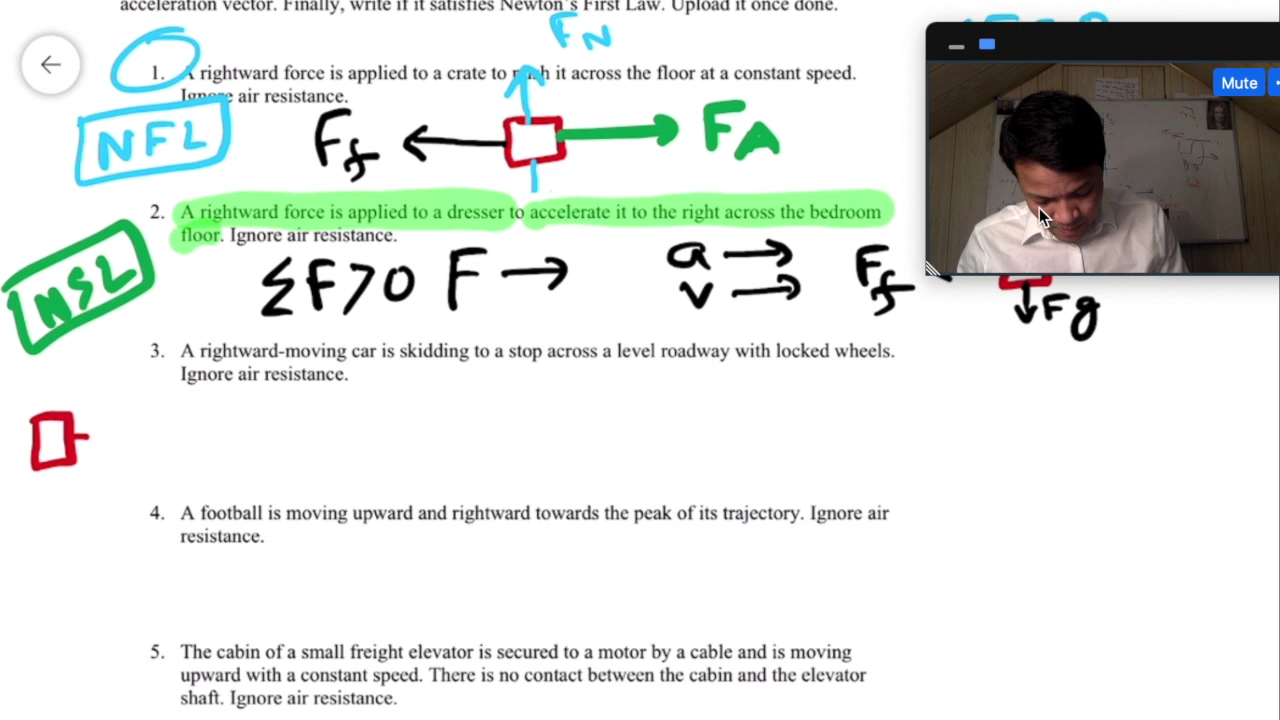 acceleration vector. Finally, write if it satisfies Newton's First Law. Upload it once done.
FN
1. A rightward force is applied to a crate to push it across the floor at a constant speed.
Ignore air resistance.
Mute
NFL
Ff
FA
2. A rightward force is applied to a dresser to accelerate it to the right across the bedroom
floor. Ignore air resistance.
NSL
ΣF>0 F→
a→
v→
Ff
Fg
3. A rightward-moving car is skidding to a stop across a level roadway with locked wheels.
Ignore air resistance.
4. A football is moving upward and rightward towards the peak of its trajectory. Ignore air
resistance.
5. The cabin of a small freight elevator is secured to a motor by a cable and is moving
upward with a constant speed. There is no contact between the cabin and the elevator
shaft. Ignore air resistance.